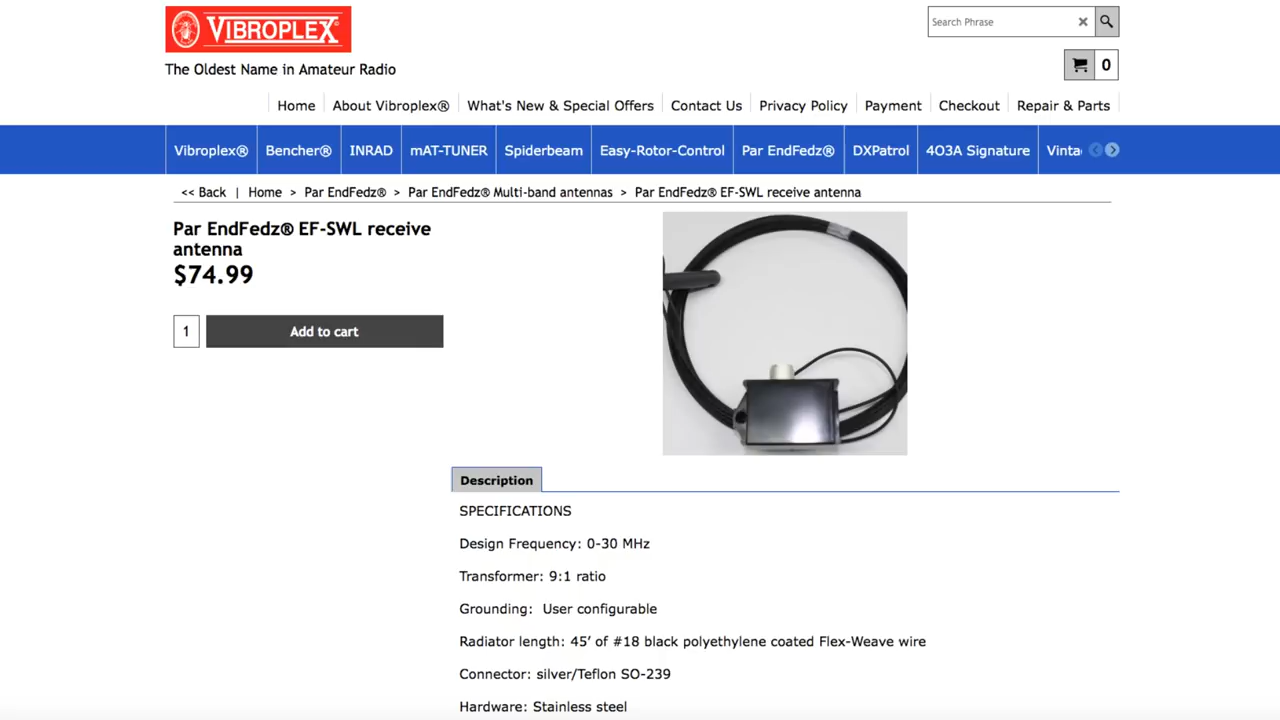 VIBROPLEX®
Search Phrase
The Oldest Name in Amateur Radio
0
Home About Vibroplex® What's New & Special Offers Contact Us Privacy Policy Payment Checkout Repair & Parts
Vibroplex® Bencher® INRAD mAT-TUNER Spiderbeam Easy-Rotor-Control Par EndFedz® DXPatrol 4O3A Signature Vinta
<< Back | Home > Par EndFedz® > Par EndFedz® Multi-band antennas > Par EndFedz® EF-SWL receive antenna
Par EndFedz® EF-SWL receive
antenna
$74.99
1 Add to cart
Description
SPECIFICATIONS
Design Frequency: 0-30 MHz
Transformer: 9:1 ratio
Grounding:  User configurable
Radiator length: 45’ of #18 black polyethylene coated Flex-Weave wire
Connector: silver/Teflon SO-239
Hardware: Stainless steel